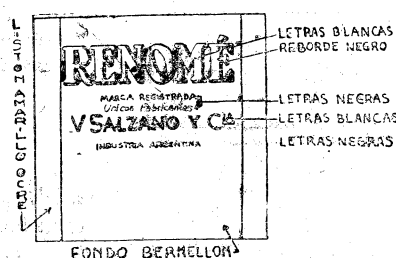 LISTON AMARILLO OCRE
RENOMÉ
MARCA REGISTRADA
Unicos Fabricantes
V SALZANO Y Cía
INDUSTRIA ARGENTINA
LETRAS BLANCAS
REBORDE NEGRO
LETRAS NEGRAS
LETRAS BLANCAS
LETRAS NEGRAS
FONDO BERMELLON